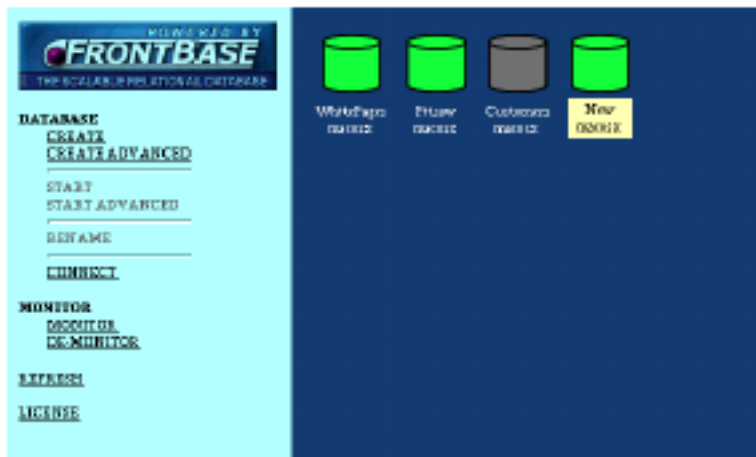 POWERED BY
FRONTBASE
THE SCALABLE RELATIONAL DATABASE
DATABASE
CREATE
CREATE ADVANCED
START
START ADVANCED
RENAME
CONNECT
MONITOR
MONITOR
DE-MONITOR
REFRESH
LICENSE
WhitePages
Customers
New